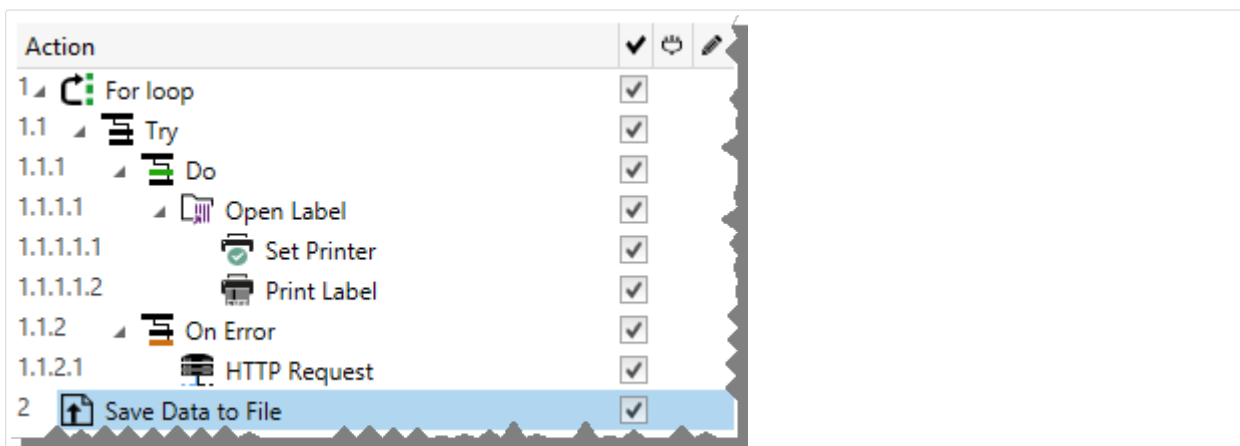 Action
1 For loop
1.1 Try
1.1.1 Do
1.1.1.1 Open Label
1.1.1.1.1 Set Printer
1.1.1.1.2 Print Label
1.1.2 On Error
1.1.2.1 HTTP Request
2 Save Data to File